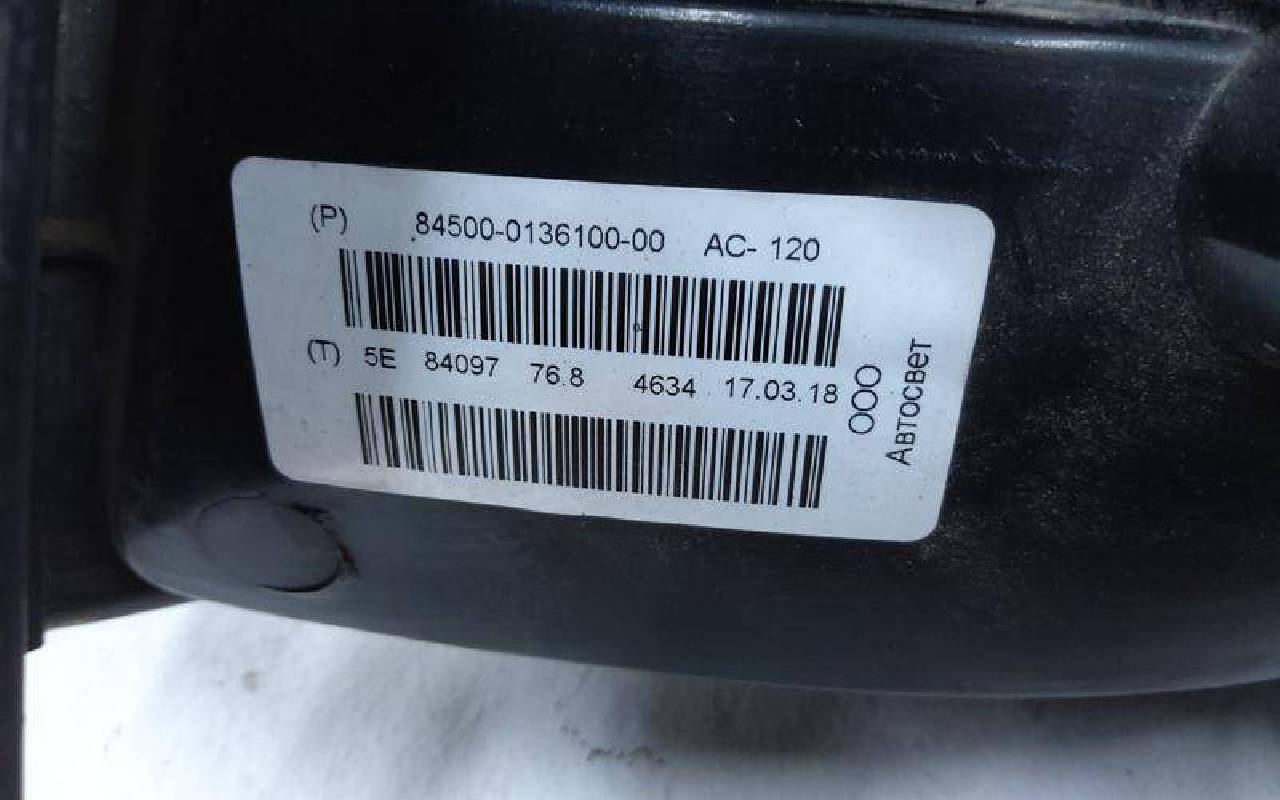 (P) 84500-0136100-00 AC- 120
(T) 5E 84097 76.8 4634 17.03.18
ООО
Автосвет